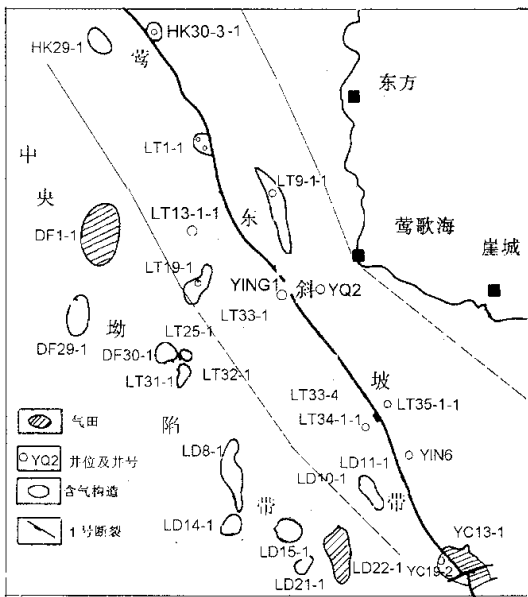 HK30-3-1
HK29-1
莺
东方
LT1-1
中
央
LT9-1-1
LT13-1-1
东
DF1-1
莺歌海
崖城
LT19-1
YING1
斜
YQ2
LT33-1
坳
LT25-1
DF29-1
DF30-1
LT31-1
LT32-1
坡
LT33-4
LT35-1-1
LT34-1-1
陷
气田
YQ2 井位及井号
含气构造
1号断裂
LD8-1
LD11-1
YIN6
LD10-1
带
带
LD14-1
LD15-1
LD21-1
LD22-1
YC13-1
YC19-2